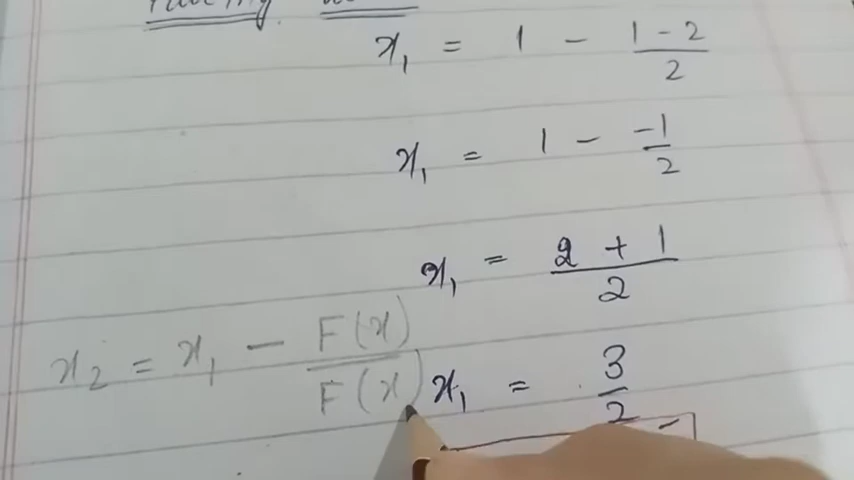 x₁ = 1 - (1 - 2)/2
x₁ = 1 - (-1)/2
x₁ = (2 + 1)/2
x₁ = 3/2
x₂ = x₁ - F(x)/F(x)